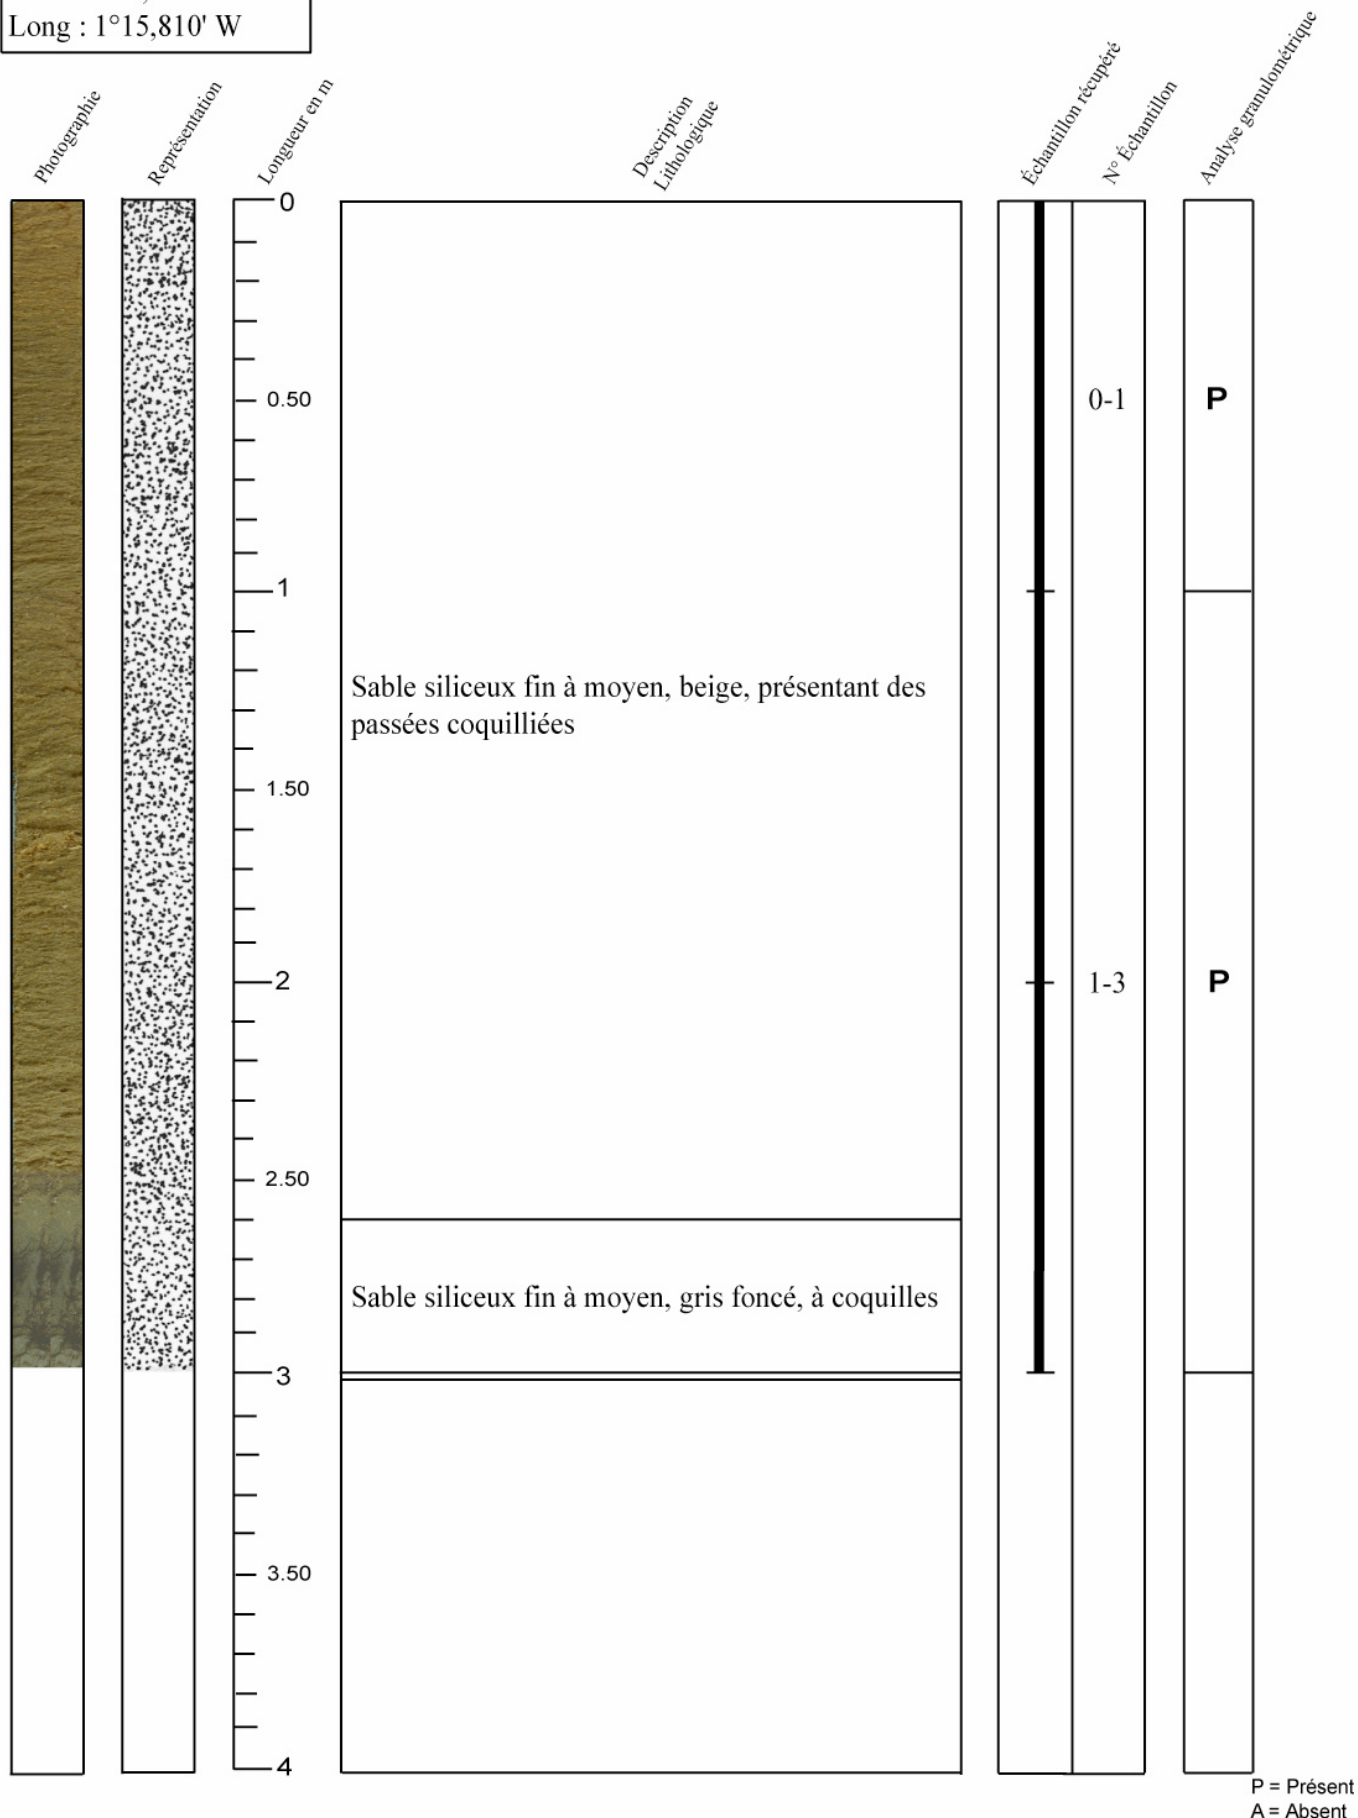 Long : 1°15,810' W
Photographie
Représentation
Longueur en m
Description
Lithologique
Échantillon récupéré
N° Échantillon
Analyse granulométrique
0
0.50
0-1
P
1
Sable siliceux fin à moyen, beige, présentant des
passées coquilliées
1.50
2
1-3
P
2.50
Sable siliceux fin à moyen, gris foncé, à coquilles
3
3.50
4
P = Présent
A = Absent